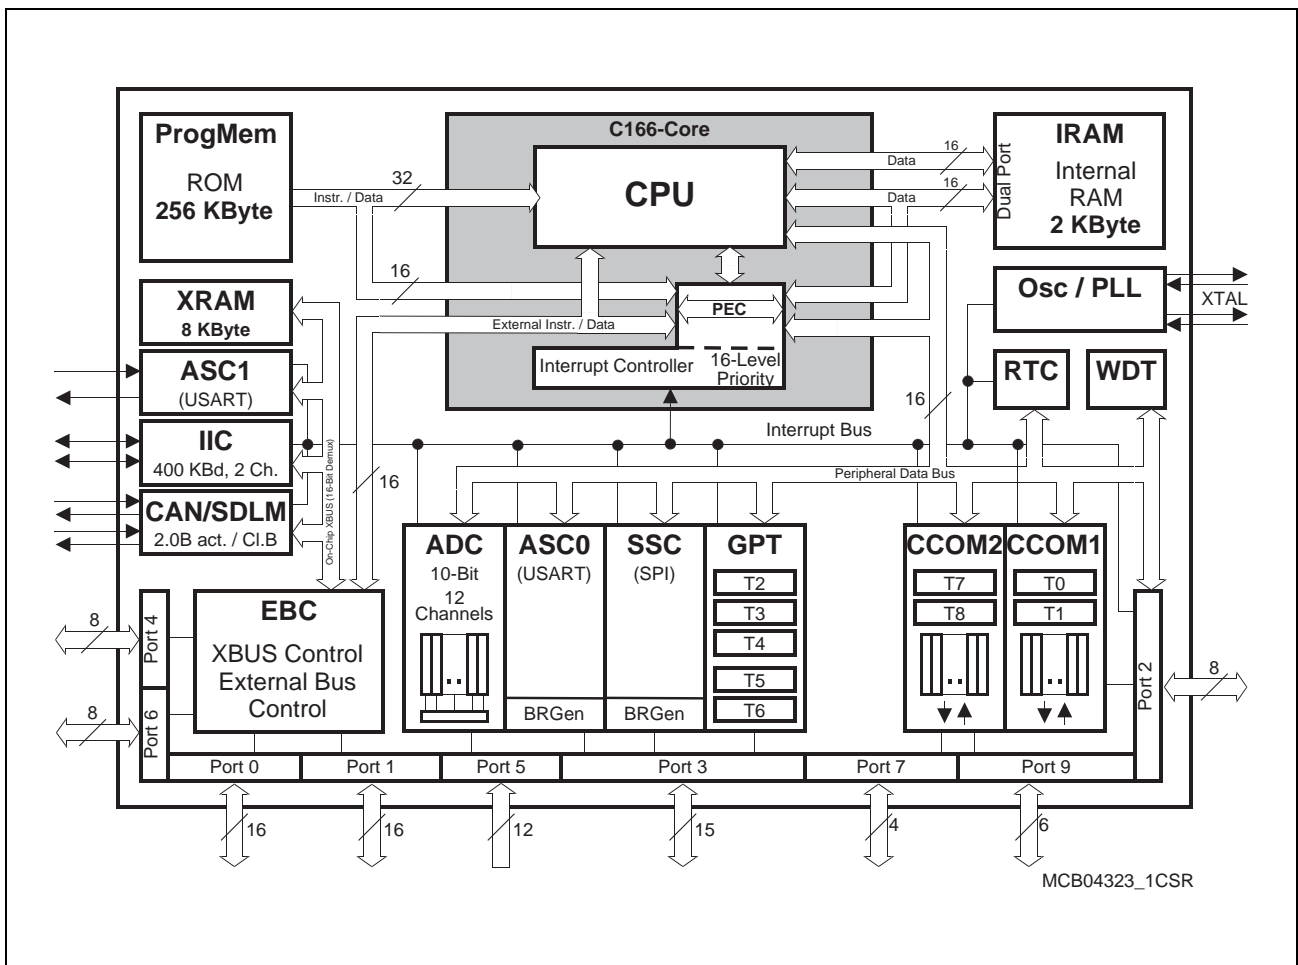 C166-Core
ProgMem
ROM
256 KByte
32
Instr. / Data
CPU
16
Data
16
Data
Dual Port
IRAM
Internal
RAM
2 KByte
16
PEC
External Instr. / Data
Interrupt Controller
16-Level
Priority
XRAM
8 KByte
Osc / PLL
XTAL
ASC1
(USART)
RTC
WDT
16
IIC
400 KBd, 2 Ch.
Interrupt Bus
Peripheral Data Bus
On-Chip XBUS (16-Bit Demux)
16
CAN/SDLM
2.0B act. / Cl.B
ADC
10-Bit
12
Channels
ASC0
(USART)
BRGen
SSC
(SPI)
BRGen
GPT
T2
T3
T4
T5
T6
CCOM2
T7
T8
CCOM1
T0
T1
EBC
XBUS Control
External Bus
Control
8
Port 4
8
Port 6
Port 2
8
Port 0
Port 1
Port 5
Port 3
Port 7
Port 9
16
16
12
15
4
6
MCB04323_1CSR